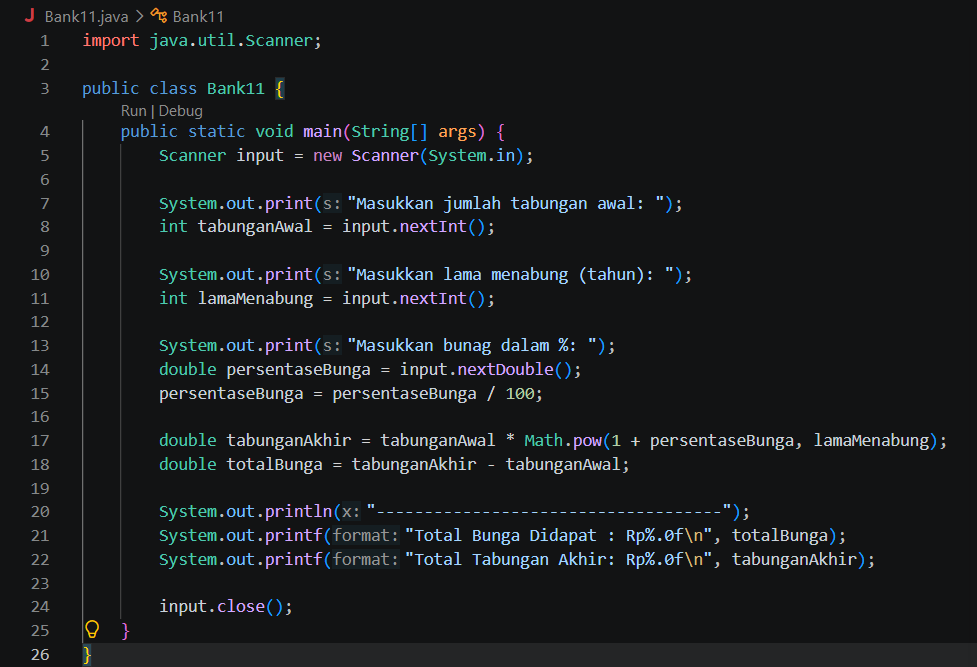 Bank11.java > Bank11
1 import java.util.Scanner;
2
3 public class Bank11 {
Run | Debug
4 public static void main(String[] args) {
5 Scanner input = new Scanner(System.in);
6
7 System.out.print(s: "Masukkan jumlah tabungan awal: ");
8 int tabunganAwal = input.nextInt();
9
10 System.out.print(s: "Masukkan lama menabung (tahun): ");
11 int lamaMenabung = input.nextInt();
12
13 System.out.print(s: "Masukkan bunag dalam %: ");
14 double persentaseBunga = input.nextDouble();
15 persentaseBunga = persentaseBunga / 100;
16
17 double tabunganAkhir = tabunganAwal * Math.pow(1 + persentaseBunga, lamaMenabung);
18 double totalBunga = tabunganAkhir - tabunganAwal;
19
20 System.out.println(x: "------------------------------------");
21 System.out.printf(format: "Total Bunga Didapat : Rp%.0f\n", totalBunga);
22 System.out.printf(format: "Total Tabungan Akhir: Rp%.0f\n", tabunganAkhir);
23
24 input.close();
25 }
26 }